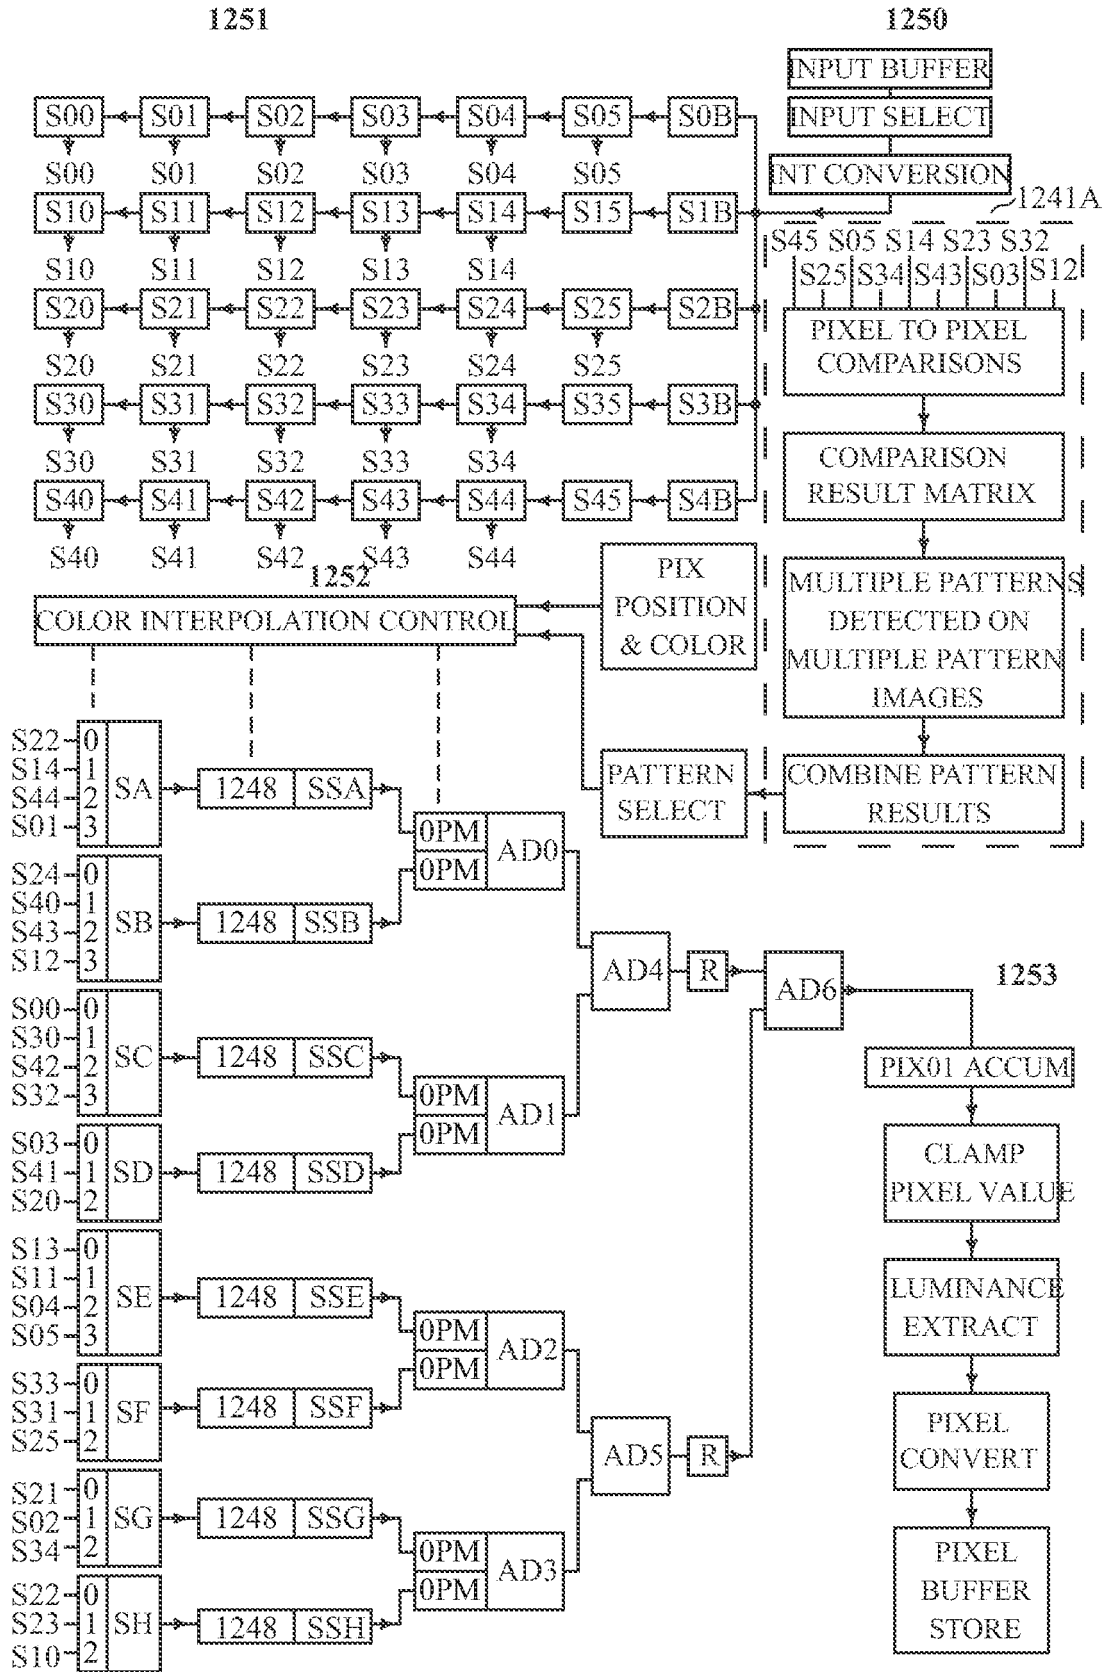 1251
1250
INPUT BUFFER
INPUT SELECT
INT CONVERSION
1241A
S00 S01 S02 S03 S04 S05 S0B
S00 S01 S02 S03 S04 S05
S10 S11 S12 S13 S14 S15 S1B
S10 S11 S12 S13 S14
S20 S21 S22 S23 S24 S25 S2B
S20 S21 S22 S23 S24 S25
S30 S31 S32 S33 S34 S35 S3B
S30 S31 S32 S33 S34
S40 S41 S42 S43 S44 S45 S4B
S40 S41 S42 S43 S44
S45 S05 S14 S23 S32
S25 S34 S43 S03 S12
PIXEL TO PIXEL
COMPARISONS
COMPARISON
RESULT MATRIX
MULTIPLE PATTERNS
DETECTED ON
MULTIPLE PATTERN
IMAGES
COMBINE PATTERN
RESULTS
PATTERN
SELECT
PIX
POSITION
& COLOR
1252
COLOR INTERPOLATION CONTROL
S22 0
S14 1
S44 2
S01 3
SA
1248 SSA
S24 0
S40 1
S43 2
S12 3
SB
1248 SSB
0PM
0PM
AD0
S00 0
S30 1
S42 2
S32 3
SC
1248 SSC
S03 0
S41 1
S20 2
SD
1248 SSD
0PM
0PM
AD1
AD4
R
S13 0
S11 1
S04 2
S05 3
SE
1248 SSE
S33 0
S31 1
S25 2
SF
1248 SSF
0PM
0PM
AD2
S21 0
S02 1
S34 2
SG
1248 SSG
S22 0
S23 1
S10 2
SH
1248 SSH
0PM
0PM
AD3
AD5
R
AD6
1253
PIX01 ACCUM
CLAMP
PIXEL VALUE
LUMINANCE
EXTRACT
PIXEL
CONVERT
PIXEL
BUFFER
STORE